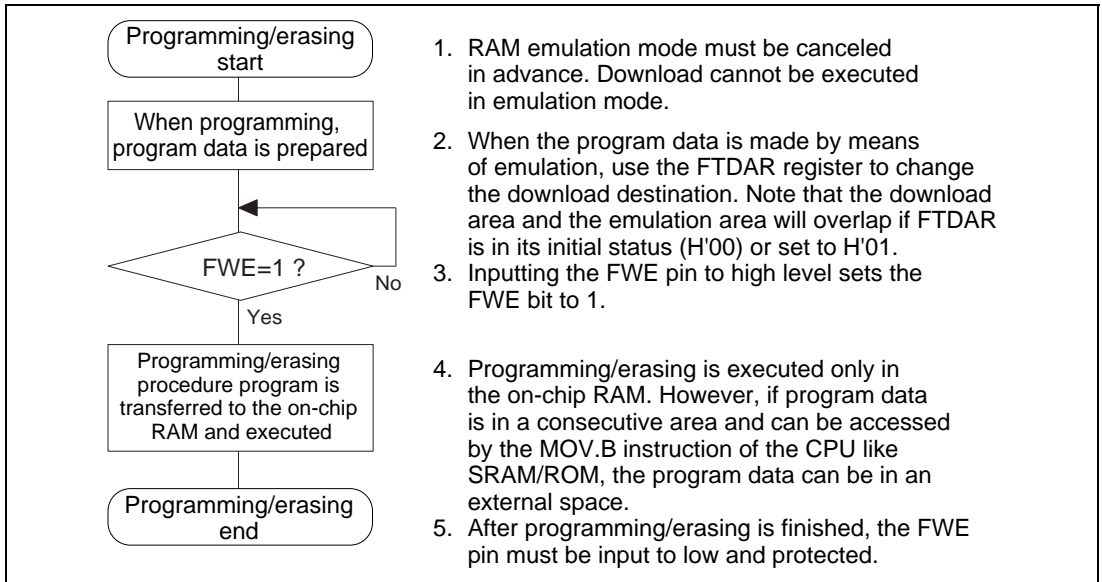 Programming/erasing
start
When programming,
program data is prepared
FWE=1 ?
No
Yes
Programming/erasing
procedure program is
transferred to the on-chip
RAM and executed
Programming/erasing
end
1. RAM emulation mode must be canceled
in advance. Download cannot be executed
in emulation mode.
2. When the program data is made by means
of emulation, use the FTDAR register to change
the download destination. Note that the download
area and the emulation area will overlap if FTDAR
is in its initial status (H'00) or set to H'01.
3. Inputting the FWE pin to high level sets the
FWE bit to 1.
4. Programming/erasing is executed only in
the on-chip RAM. However, if program data
is in a consecutive area and can be accessed
by the MOV.B instruction of the CPU like
SRAM/ROM, the program data can be in an
external space.
5. After programming/erasing is finished, the FWE
pin must be input to low and protected.